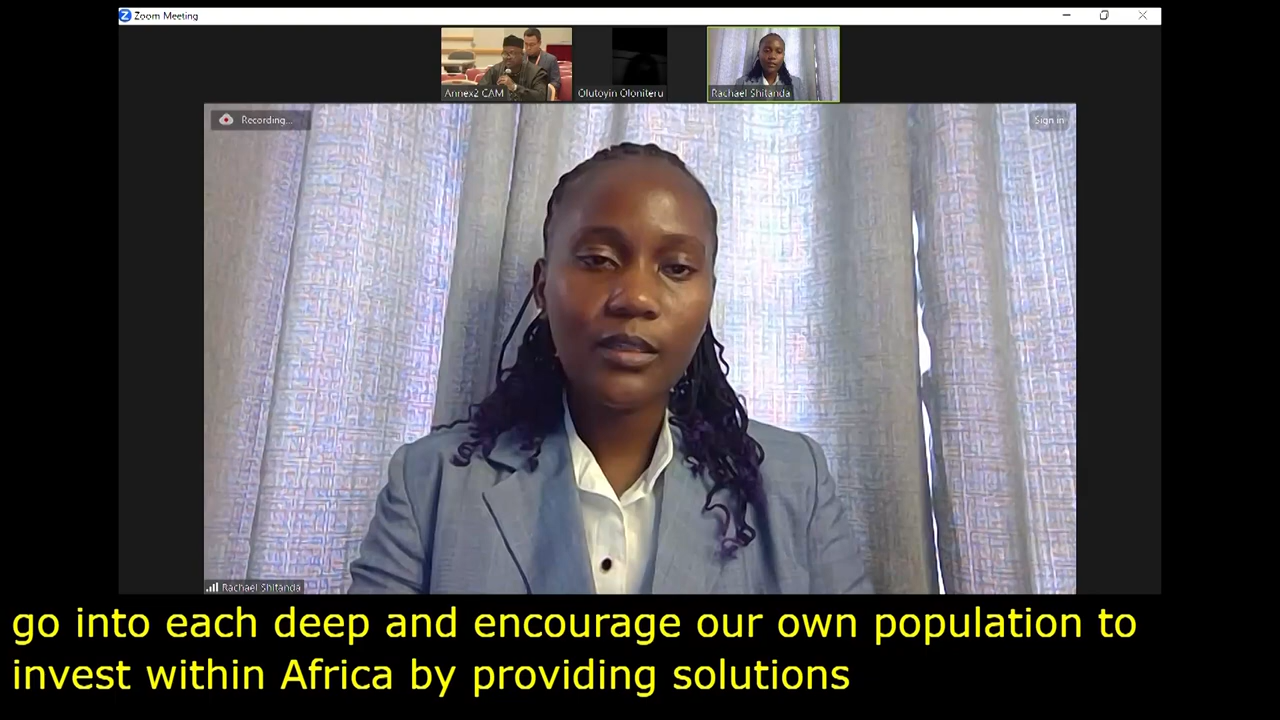 Zoom Meeting
Annex2 CAM
Olutoyin Oloniteru
Rachael Shitanda
Recording...
Sign in
Rachael Shitanda
go into each deep and encourage our own population to
invest within Africa by providing solutions